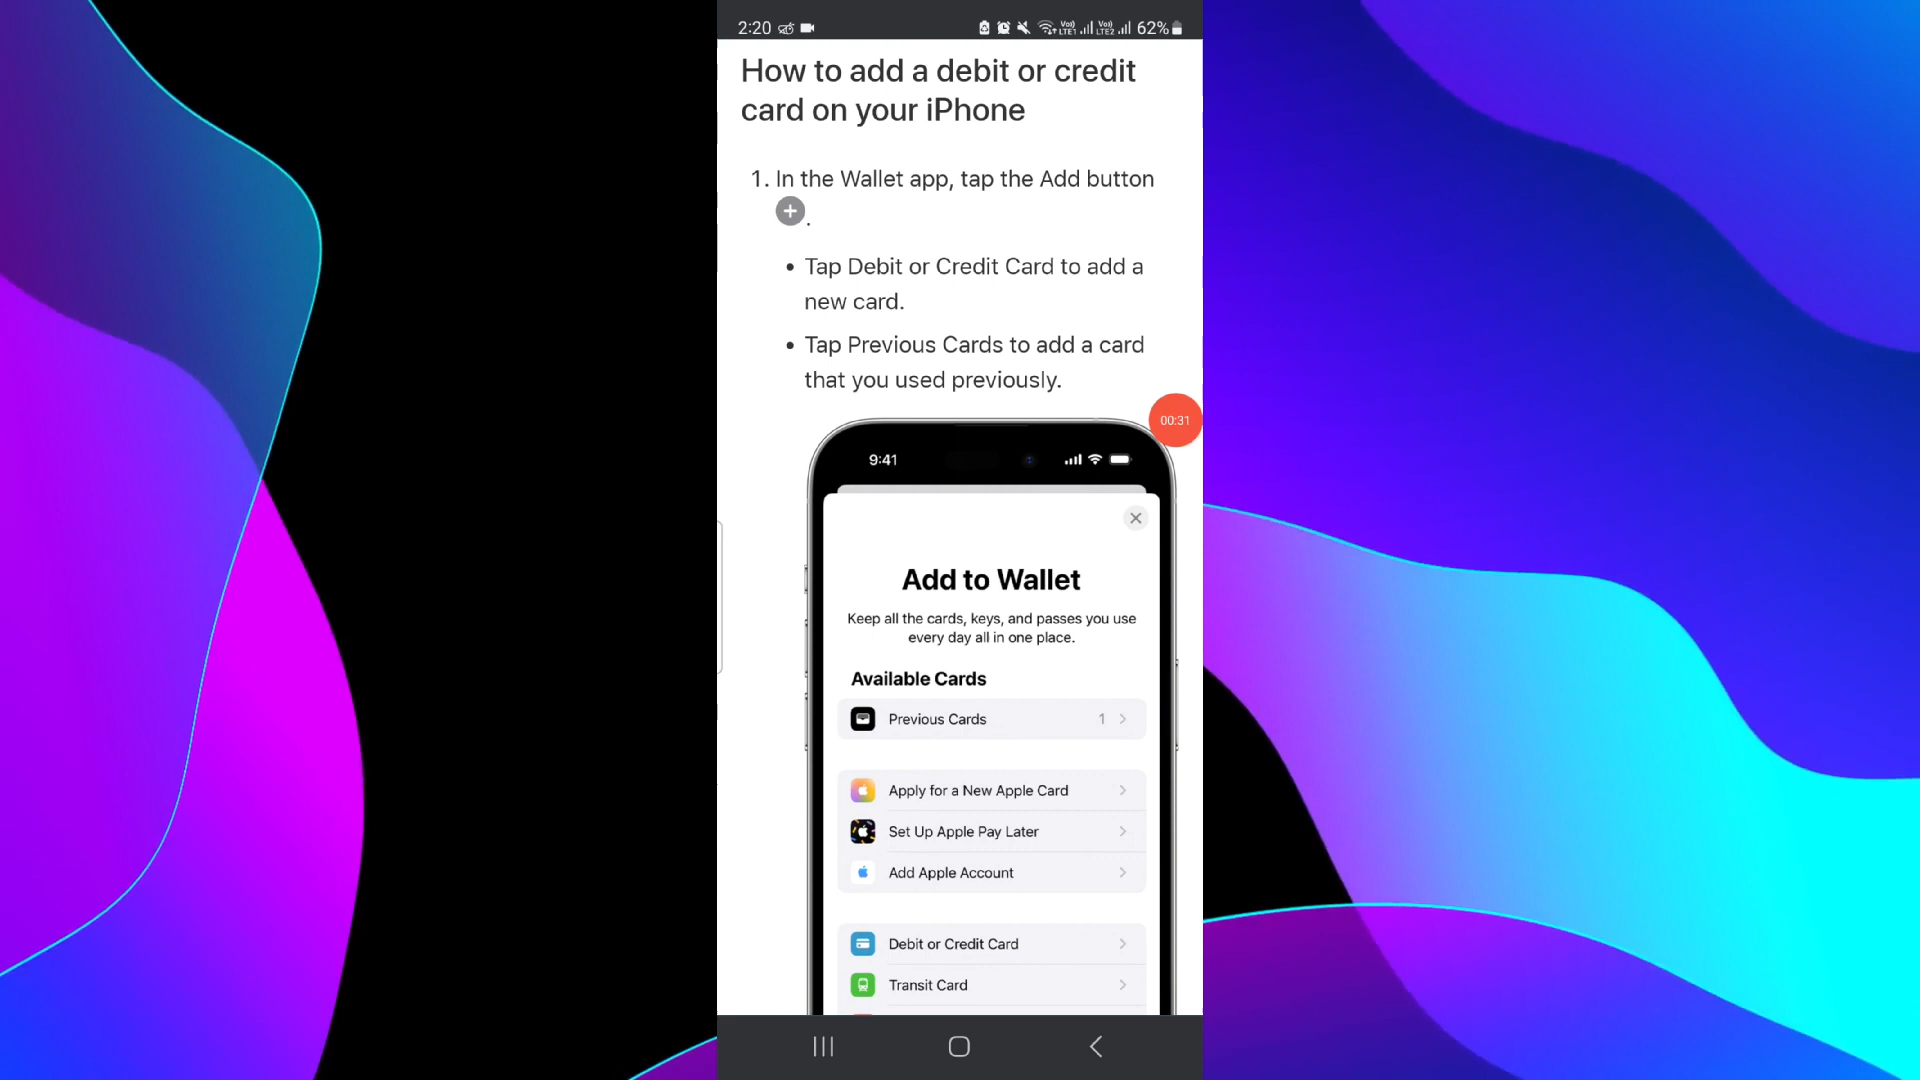 2:20 62%
How to add a debit or credit
card on your iPhone
1. In the Wallet app, tap the Add button
.
• Tap Debit or Credit Card to add a
new card.
• Tap Previous Cards to add a card
that you used previously.
00:31
9:41
Add to Wallet
Keep all the cards, keys, and passes you use
every day all in one place.
Available Cards
Previous Cards 1
Apply for a New Apple Card
Set Up Apple Pay Later
Add Apple Account
Debit or Credit Card
Transit Card